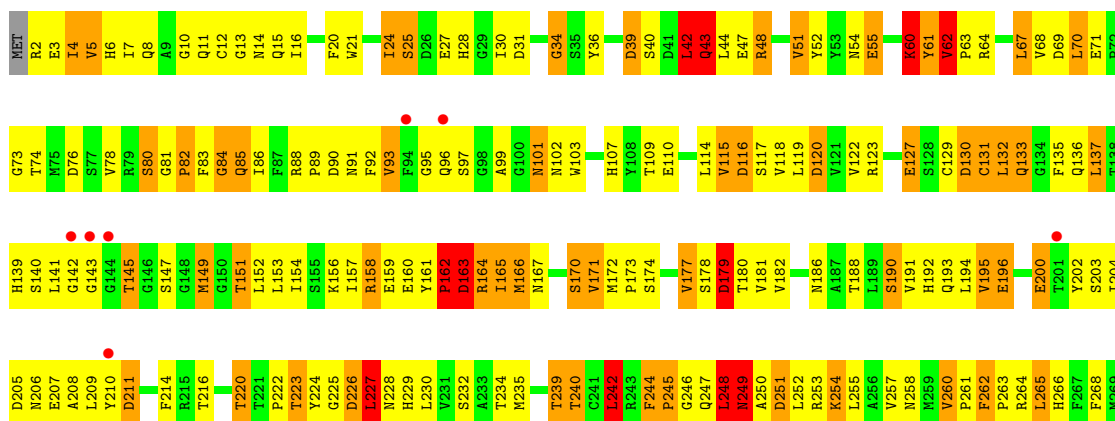 MET R2 E3 I4 V5 H6 I7 Q8 A9 G10 Q11 C12 G13 N14 Q15 I16 F20 W21 I24 S25 D26 E27 H28 G29 I30 D31 G34 S35 Y36 D39 S40 D41 L42 Q43 L44 E47 R48 V51 Y52 Y53 N54 E55 K60 Y61 V62 P63 R64 L67 V68 D69 L70 E71
G73 T74 M75 D76 S77 V78 R79 S80 G81 P82 F83 G84 Q85 I86 F87 R88 P89 D90 N91 F92 V93 F94 G95 Q96 S97 G98 A99 G100 N101 N102 W103 H107 Y108 T109 E110 L114 V115 D116 S117 V118 L119 D120 V121 V122 R123 E127 S128 C129 D130 C131 L132 Q133 G134 F135 Q136 L137 T138
H139 S140 L141 G142 G143 G144 T145 G146 S147 G148 M149 G150 T151 L152 L153 I154 S155 K156 I157 R158 E159 E160 Y161 P162 D163 R164 I165 M166 N167 S170 V171 M172 P173 S174 V177 S178 D179 T180 V181 V182 N186 A187 T188 L189 S190 V191 H192 Q193 L194 V195 E196 E200 T201 Y202 S203 I204
D205 N206 E207 A208 L209 Y210 D211 F214 R215 T216 T220 T221 P222 T223 Y224 G225 D226 L227 N228 H229 L230 V231 S232 A233 T234 M235 T239 T240 C241 L242 R243 F244 P245 G246 Q247 L248 N249 A250 D251 L252 R253 K254 L255 A256 V257 N258 M259 V260 P261 F262 P263 R264 L265 H266 F267 F268 M269